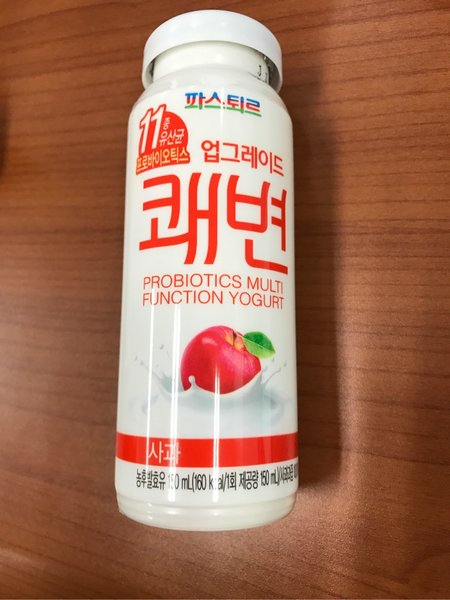 파스퇴르
11종
유산균
프로바이오틱스
업그레이드
쾌변
PROBIOTICS MULTI
FUNCTION YOGURT
사과
농후발효유 150 mL(160 kcal/1회 제공량 150 mL)